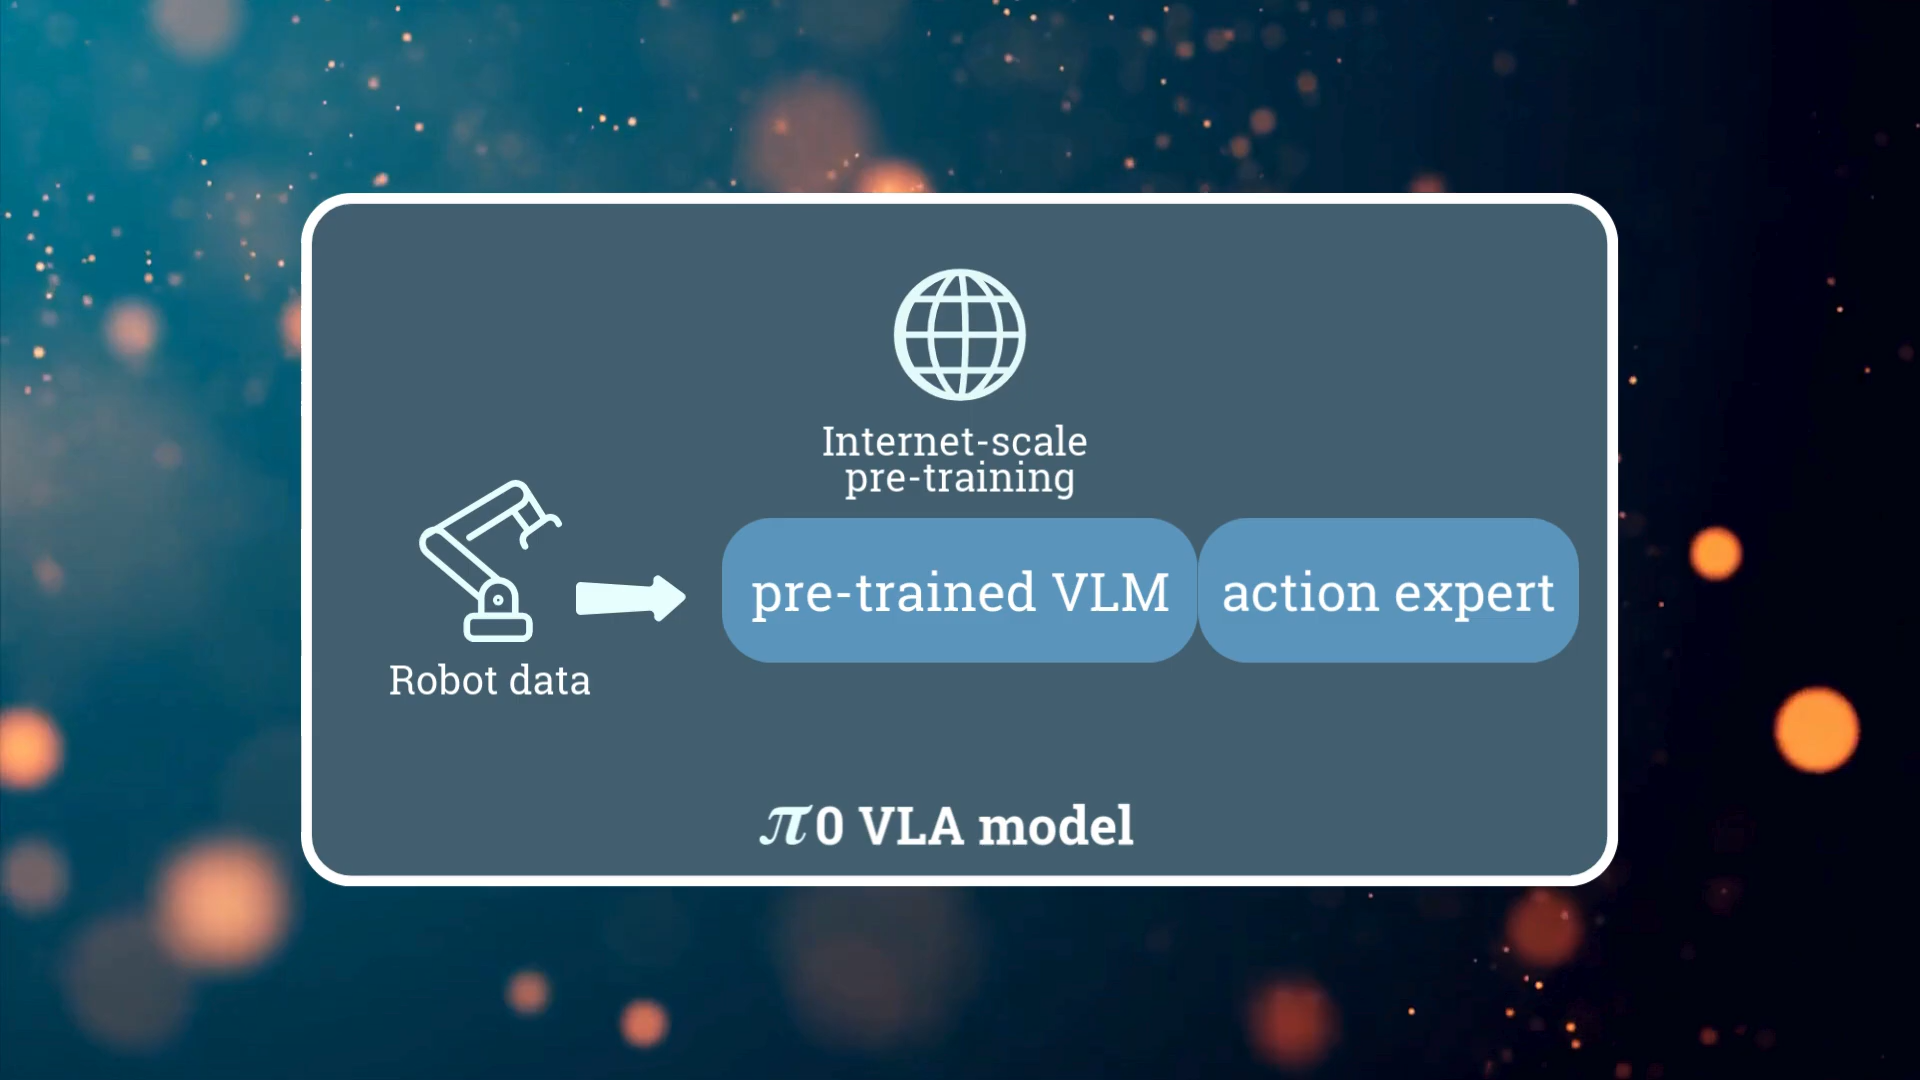 Internet-scale
pre-training
pre-trained VLM
action expert
Robot data
π0 VLA model